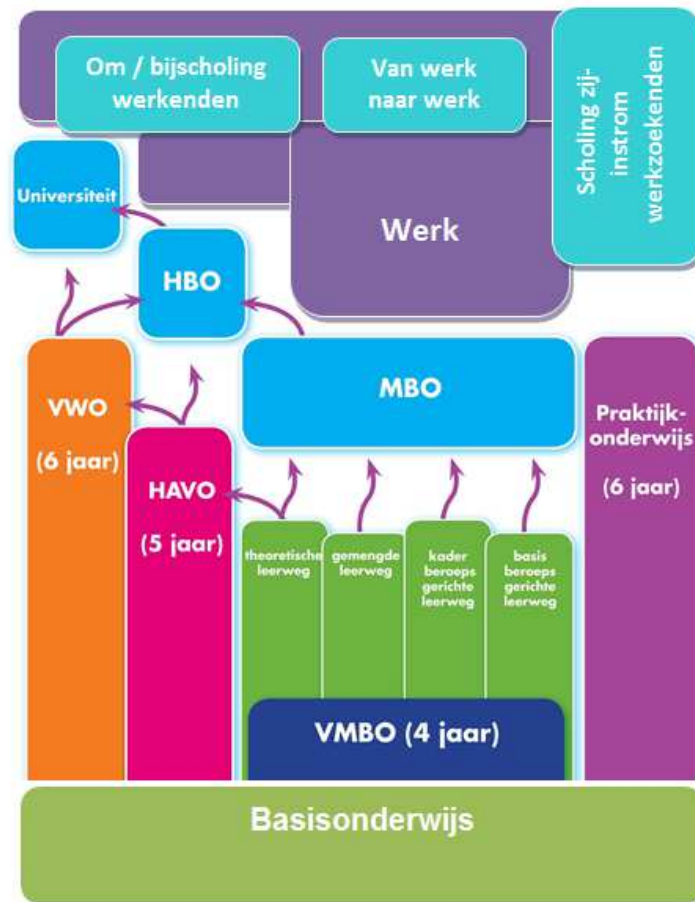 Om / bijscholing
werkenden
Van werk
naar werk
Scholing zij-
instrom
werkzoekenden
Universiteit
Werk
HBO
MBO
VWO
(6 jaar)
HAVO
(5 jaar)
Praktijk-
onderwijs
(6 jaar)
theoretische
leerweg
gemengde
leerweg
kader
beroeps
gerichte
leerweg
basis
beroeps
gerichte
leerweg
VMBO (4 jaar)
Basisonderwijs